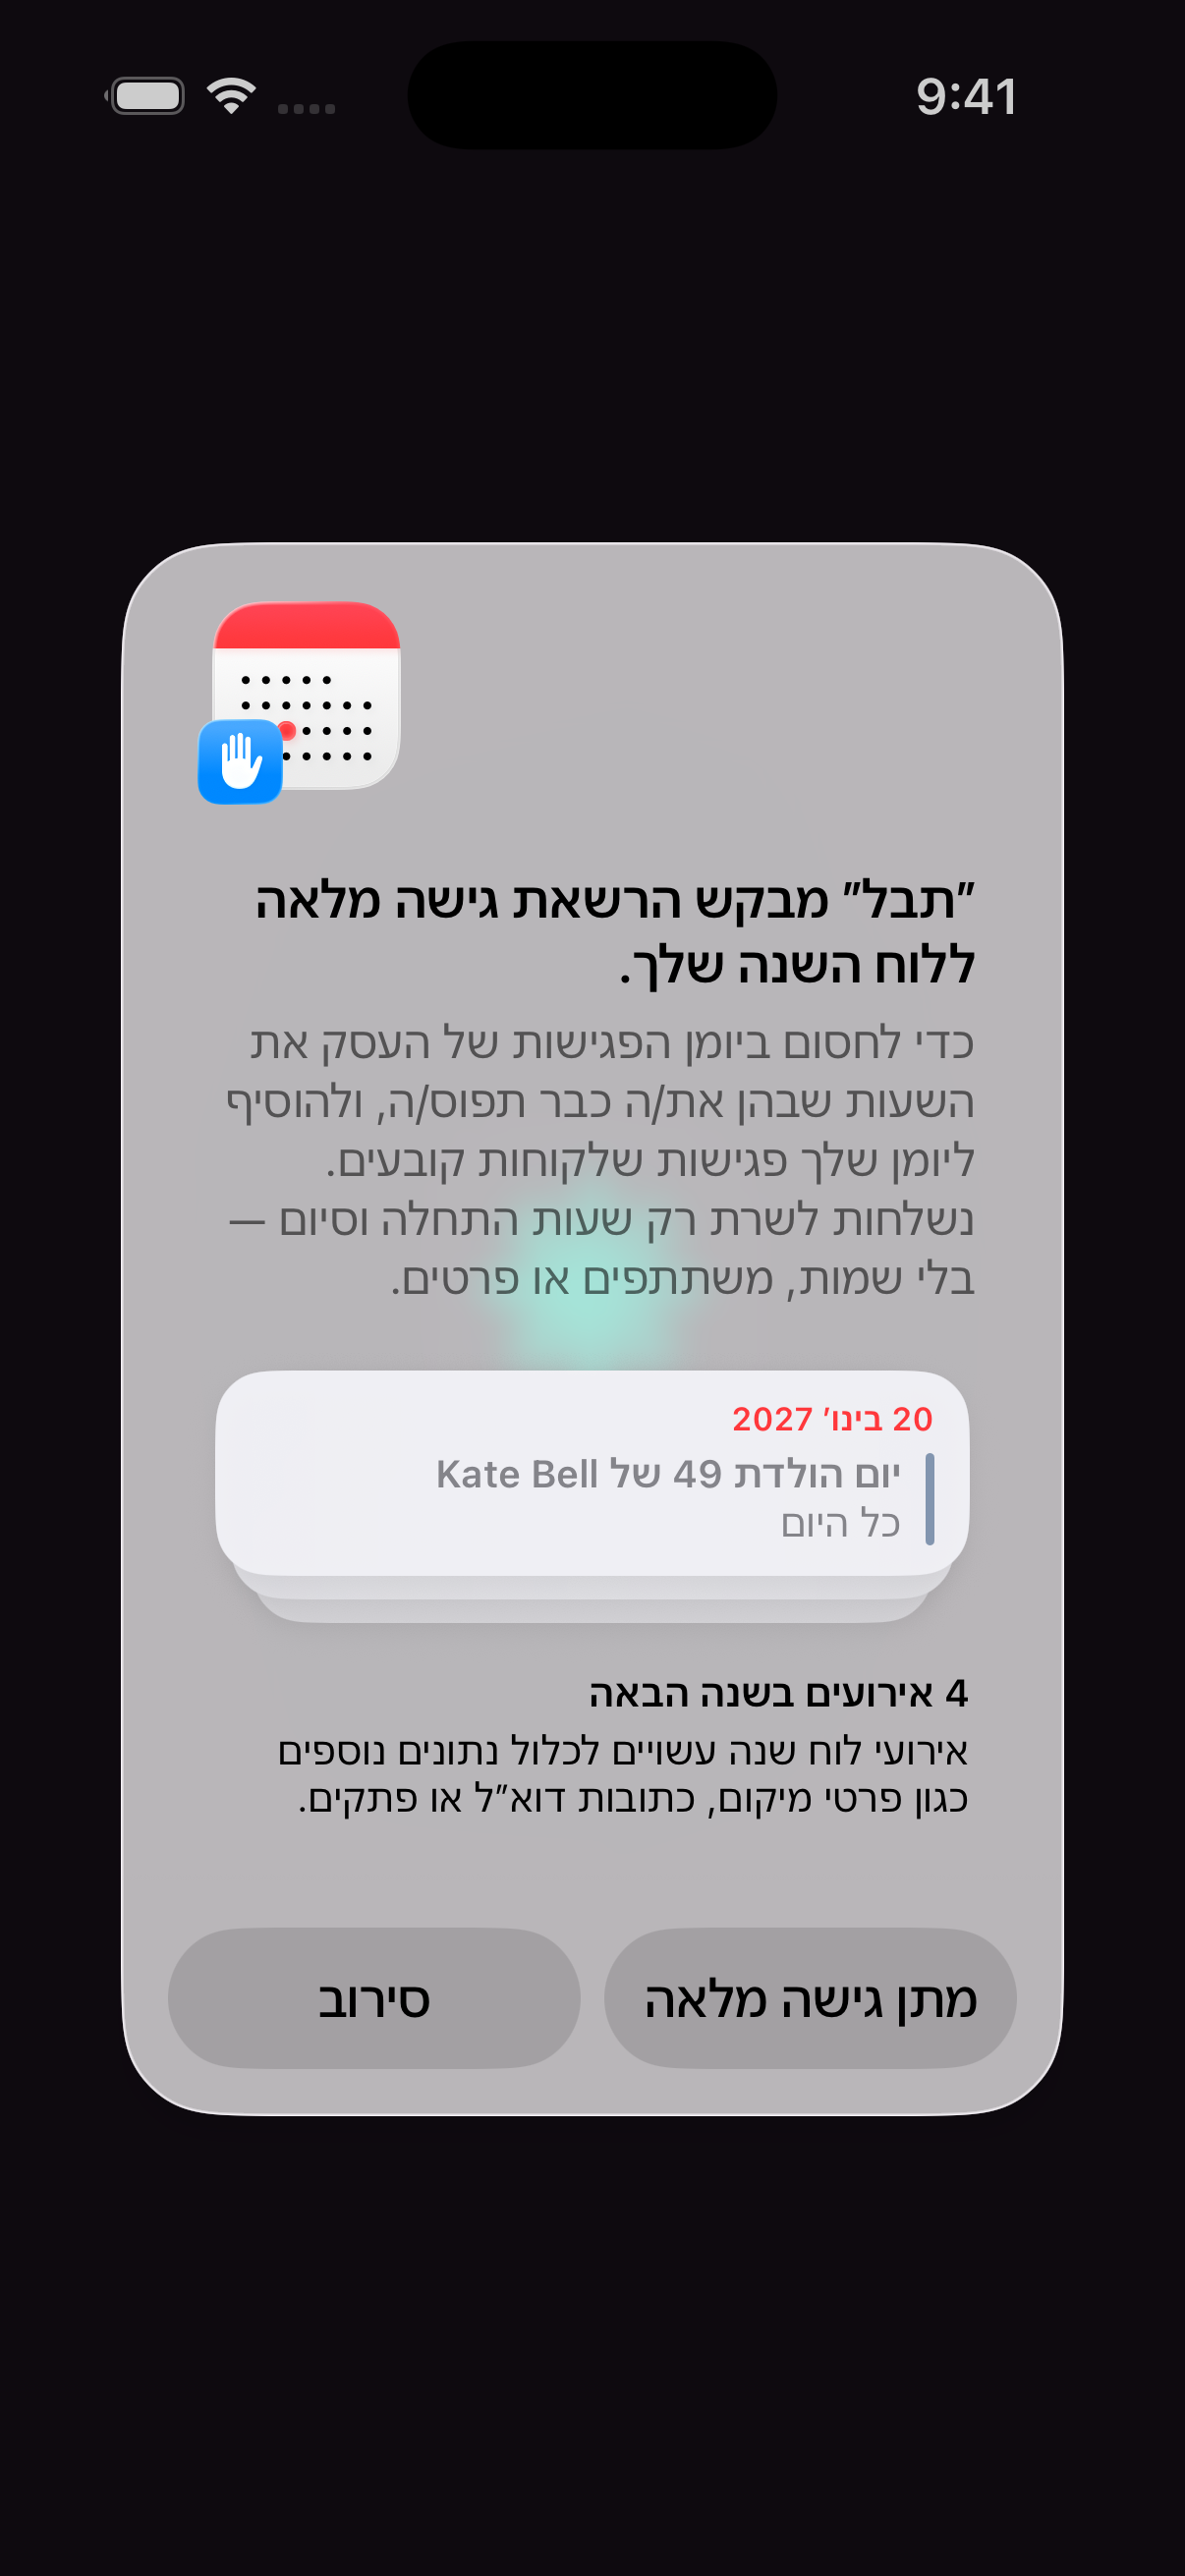 9:41
"תבל" מבקש הרשאת גישה מלאה
ללוח השנה שלך.
כדי לחסום ביומן הפגישות של העסק את
השעות שבהן את/ה כבר תפוס/ה, ולהוסיף
ליומן שלך פגישות שלקוחות קובעים.
נשלחות לשרת רק שעות התחלה וסיום —
בלי שמות, משתתפים או פרטים.
20 בינו׳ 2027
יום הולדת 49 של Kate Bell
כל היום
4 אירועים בשנה הבאה
אירועי לוח שנה עשויים לכלול נתונים נוספים
כגון פרטי מיקום, כתובות דוא״ל או פתקים.
מתן גישה מלאה
סירוב